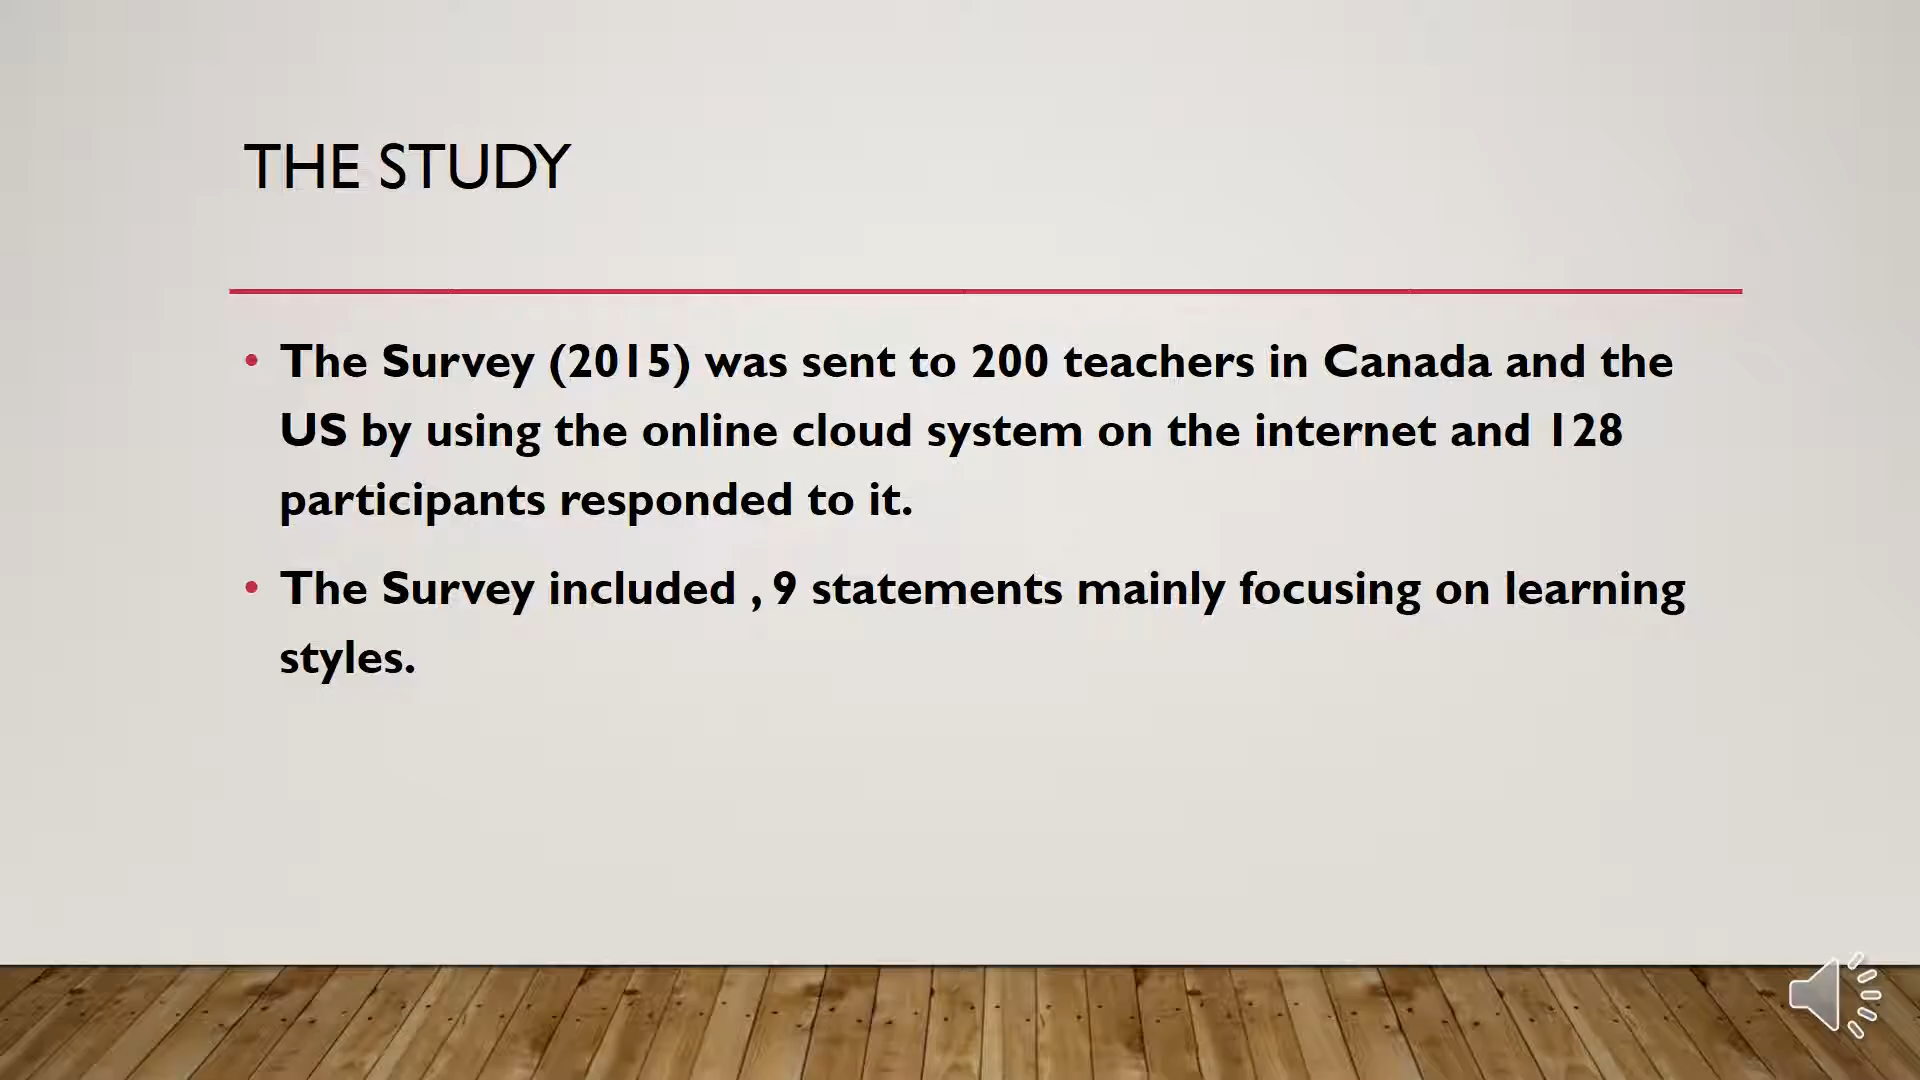 THE STUDY
• The Survey (2015) was sent to 200 teachers in Canada and the
US by using the online cloud system on the internet and 128
participants responded to it.
• The Survey included , 9 statements mainly focusing on learning
styles.